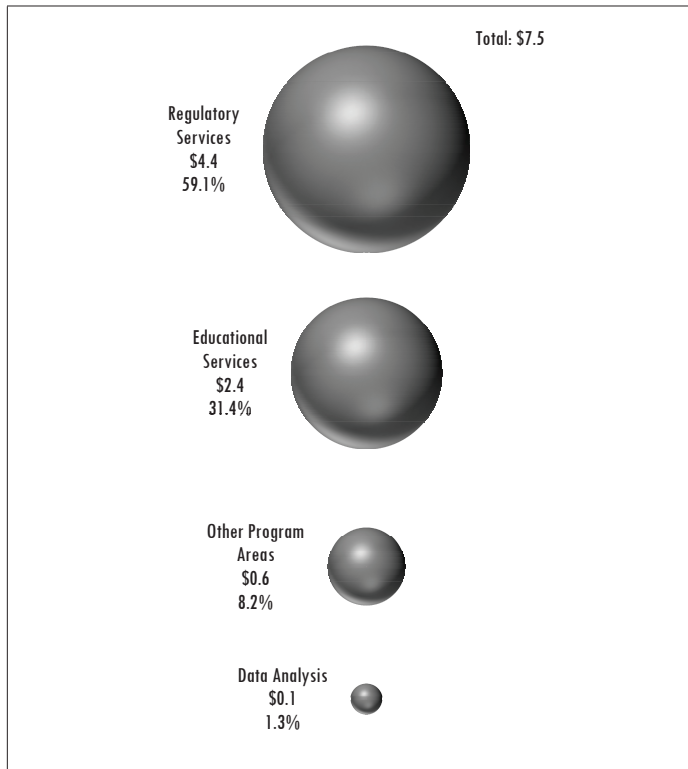 Total: $7.5
Regulatory
Services
$4.4
59.1%
Educational
Services
$2.4
31.4%
Other Program
Areas
$0.6
8.2%
Data Analysis
$0.1
1.3%